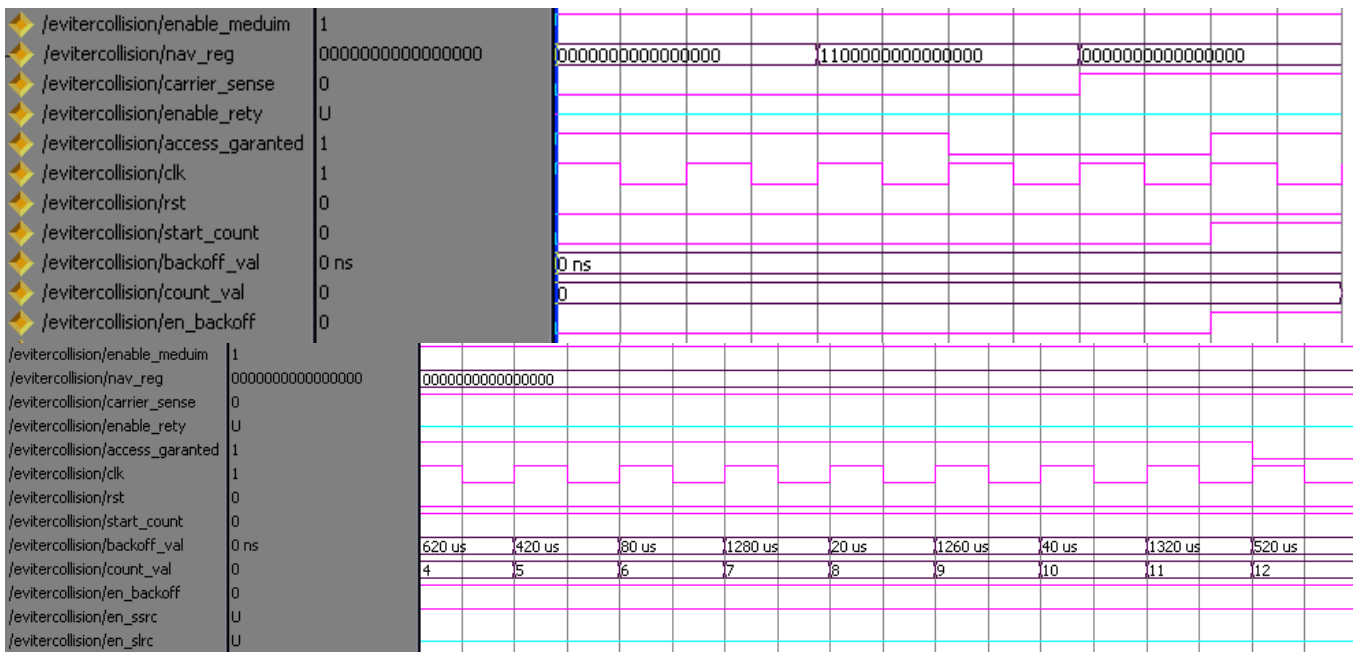 /evitercollision/enable_meduim 1
/evitercollision/nav_reg 0000000000000000 0000000000000000 1100000000000000 0000000000000000
/evitercollision/carrier_sense 0
/evitercollision/enable_rety U
/evitercollision/access_garanted 1
/evitercollision/clk 1
/evitercollision/rst 0
/evitercollision/start_count 0
/evitercollision/backoff_val 0 ns 0 ns
/evitercollision/count_val 0 0
/evitercollision/en_backoff 0
/evitercollision/enable_meduim 1
/evitercollision/nav_reg 0000000000000000 0000000000000000
/evitercollision/carrier_sense 0
/evitercollision/enable_rety U
/evitercollision/access_garanted 1
/evitercollision/clk 1
/evitercollision/rst 0
/evitercollision/start_count 0
/evitercollision/backoff_val 0 ns 620 us 420 us 80 us 1280 us 20 us 1260 us 40 us 1320 us 520 us
/evitercollision/count_val 0 4 5 6 7 8 9 10 11 12
/evitercollision/en_backoff 0
/evitercollision/en_ssrc U
/evitercollision/en_slrc U